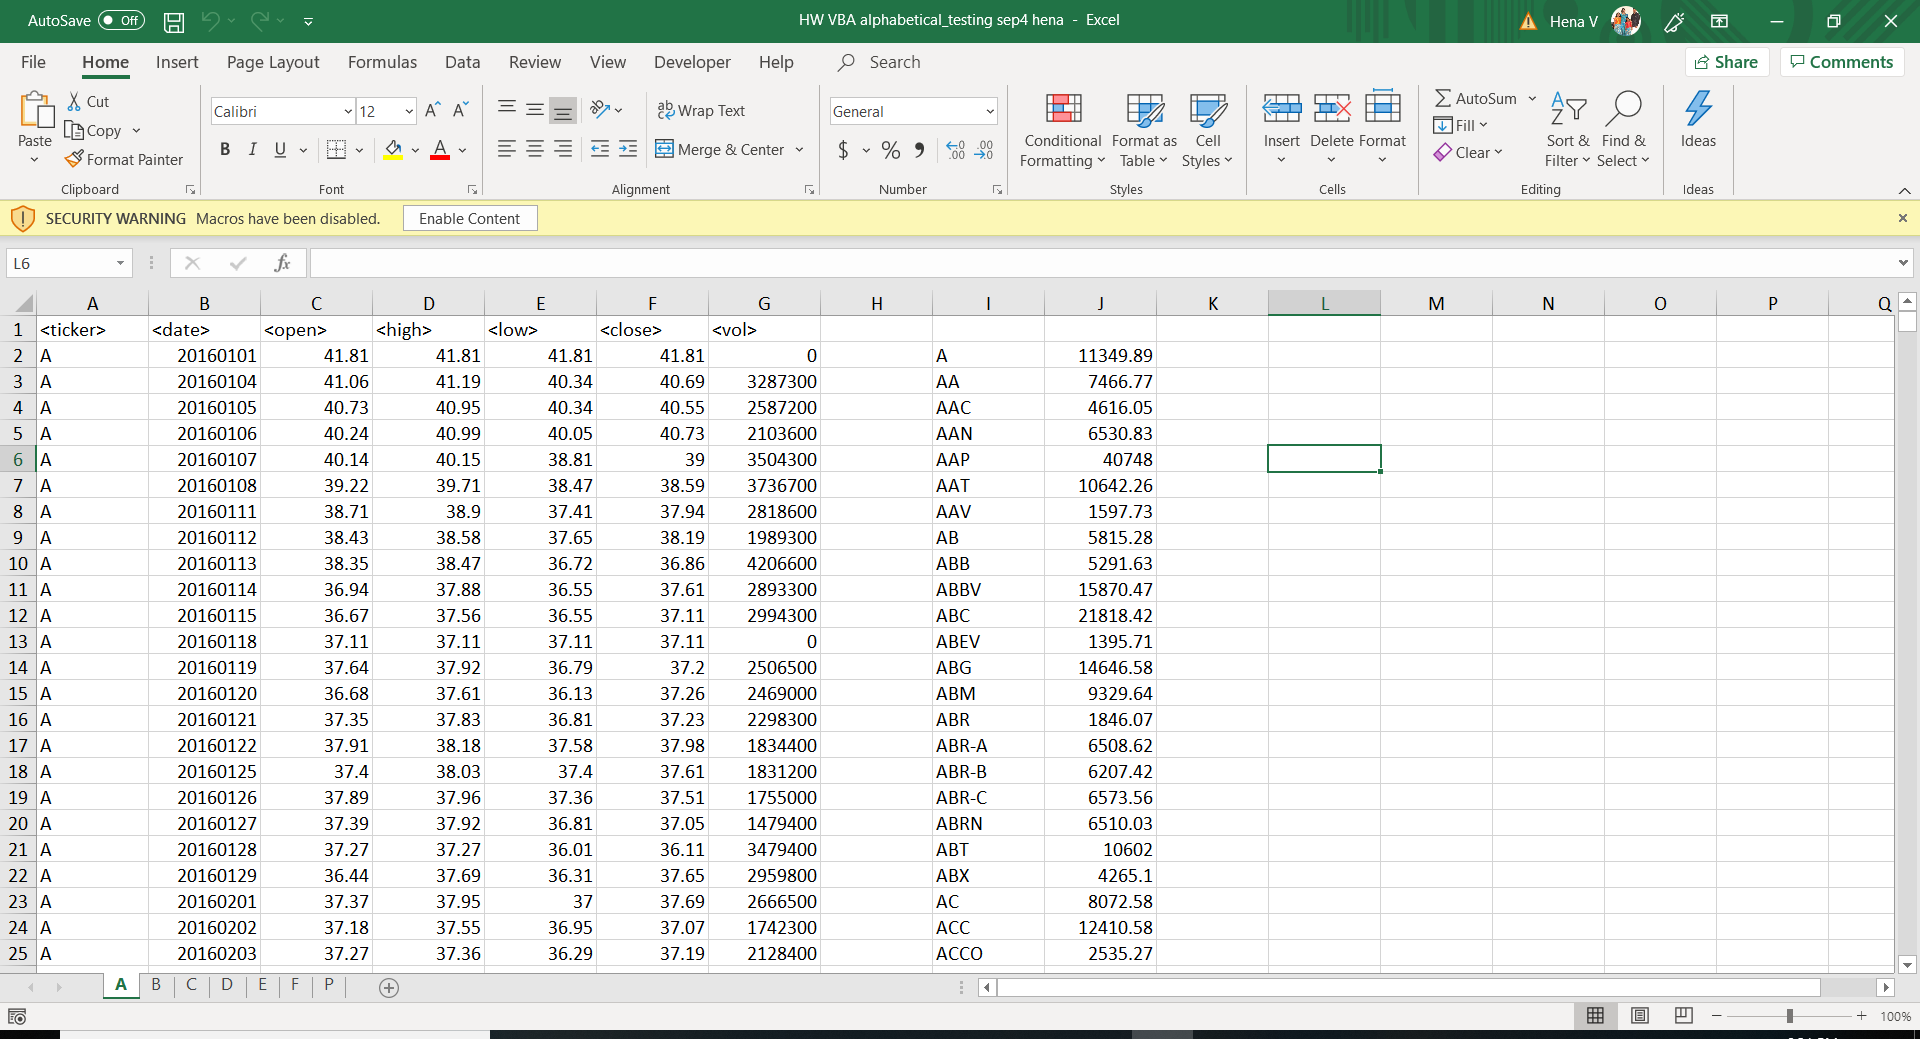 AutoSave Off HW VBA alphabetical_testing sep4 hena - Excel Hena V
File Home Insert Page Layout Formulas Data Review View Developer Help Search Share Comments
Paste Cut Copy Format Painter Clipboard
Calibri 12 B I U A Font
Wrap Text Merge & Center Alignment
General $ % Number
Conditional Formatting Format as Table Cell Styles Styles
Insert Delete Format Cells
AutoSum Fill Clear Sort & Filter Find & Select Editing
Ideas Ideas
SECURITY WARNING Macros have been disabled. Enable Content
L6 fx
A B C D E F G H I J K L M N O P Q
1 <ticker> <date> <open> <high> <low> <close> <vol>
2 A 20160101 41.81 41.81 41.81 41.81 0 A 11349.89
3 A 20160104 41.06 41.19 40.34 40.69 3287300 AA 7466.77
4 A 20160105 40.73 40.95 40.34 40.55 2587200 AAC 4616.05
5 A 20160106 40.24 40.99 40.05 40.73 2103600 AAN 6530.83
6 A 20160107 40.14 40.15 38.81 39 3504300 AAP 40748
7 A 20160108 39.22 39.71 38.47 38.59 3736700 AAT 10642.26
8 A 20160111 38.71 38.9 37.41 37.94 2818600 AAV 1597.73
9 A 20160112 38.43 38.58 37.65 38.19 1989300 AB 5815.28
10 A 20160113 38.35 38.47 36.72 36.86 4206600 ABB 5291.63
11 A 20160114 36.94 37.88 36.55 37.61 2893300 ABBV 15870.47
12 A 20160115 36.67 37.56 36.55 37.11 2994300 ABC 21818.42
13 A 20160118 37.11 37.11 37.11 37.11 0 ABEV 1395.71
14 A 20160119 37.64 37.92 36.79 37.2 2506500 ABG 14646.58
15 A 20160120 36.68 37.61 36.13 37.26 2469000 ABM 9329.64
16 A 20160121 37.35 37.83 36.81 37.23 2298300 ABR 1846.07
17 A 20160122 37.91 38.18 37.58 37.98 1834400 ABR-A 6508.62
18 A 20160125 37.4 38.03 37.4 37.61 1831200 ABR-B 6207.42
19 A 20160126 37.89 37.96 37.36 37.51 1755000 ABR-C 6573.56
20 A 20160127 37.39 37.92 36.81 37.05 1479400 ABRN 6510.03
21 A 20160128 37.27 37.27 36.01 36.11 3479400 ABT 10602
22 A 20160129 36.44 37.69 36.31 37.65 2959800 ABX 4265.1
23 A 20160201 37.37 37.95 37 37.69 2666500 AC 8072.58
24 A 20160202 37.18 37.55 36.95 37.07 1742300 ACC 12410.58
25 A 20160203 37.27 37.36 36.29 37.19 2128400 ACCO 2535.27
A B C D E F P
100%